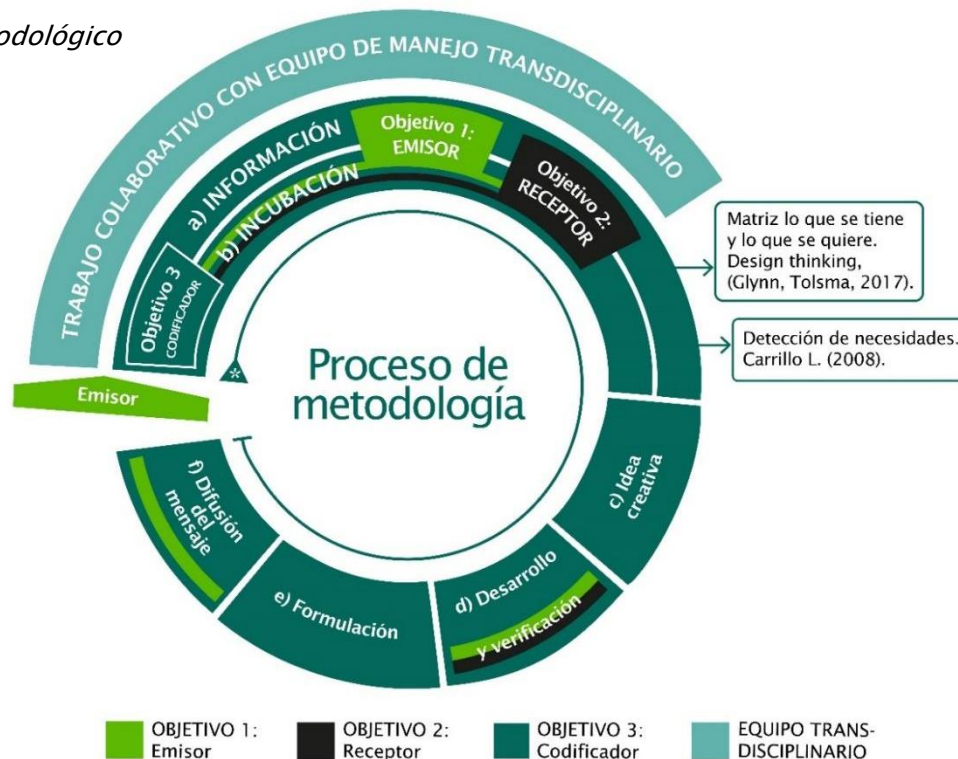 odológico
TRABAJO COLABORATIVO CON EQUIPO DE MANEJO TRANSDISCIPLINARIO
a) INFORMACIÓN
b) INCUBACIÓN
Objetivo 1:
EMISOR
Objetivo 2:
RECEPTOR
Objetivo 3
CODIFICADOR
Matriz lo que se tiene
y lo que se quiere.
Design thinking,
(Glynn, Tolsma, 2017).
Detección de necesidades.
Carrillo L. (2008).
*
Proceso de
metodología
Emisor
c) Idea
creativa
d) Desarrollo
y verificación
e) Formulación
f) Difusión
del
mensaje
OBJETIVO 1:
Emisor
OBJETIVO 2:
Receptor
OBJETIVO 3:
Codificador
EQUIPO TRANS-
DISCIPLINARIO